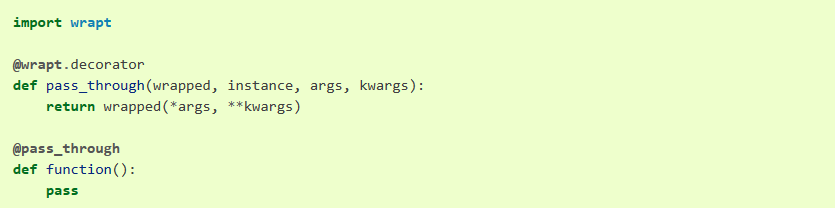 import wrapt
@wrapt.decorator
def pass_through(wrapped, instance, args, kwargs):
    return wrapped(*args, **kwargs)
@pass_through
def function():
    pass